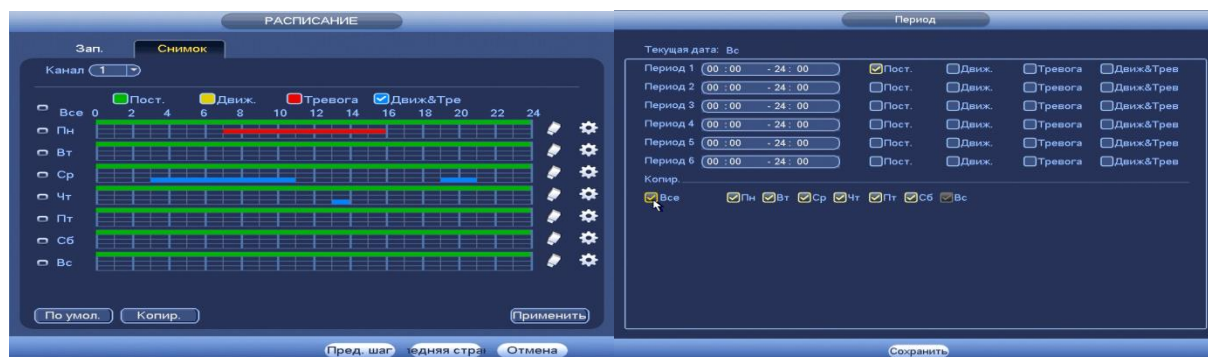 РАСПИСАНИЕ
Зап. Снимок
Канал 1
Пост. Движ. Тревога Движ&Тре
Все 0 2 4 6 8 10 12 14 16 18 20 22 24
Пн
Вт
Ср
Чт
Пт
Сб
Вс
По умол. Копир. Применить
Пред. шаг едняя стра Отмена
Период
Текущая дата: Вс
Период 1 00 : 00 - 24 : 00 Пост. Движ. Тревога Движ&Трев
Период 2 00 : 00 - 24 : 00 Пост. Движ. Тревога Движ&Трев
Период 3 00 : 00 - 24 : 00 Пост. Движ. Тревога Движ&Трев
Период 4 00 : 00 - 24 : 00 Пост. Движ. Тревога Движ&Трев
Период 5 00 : 00 - 24 : 00 Пост. Движ. Тревога Движ&Трев
Период 6 00 : 00 - 24 : 00 Пост. Движ. Тревога Движ&Трев
Копир.
Все Пн Вт Ср Чт Пт Сб Вс
Сохранить